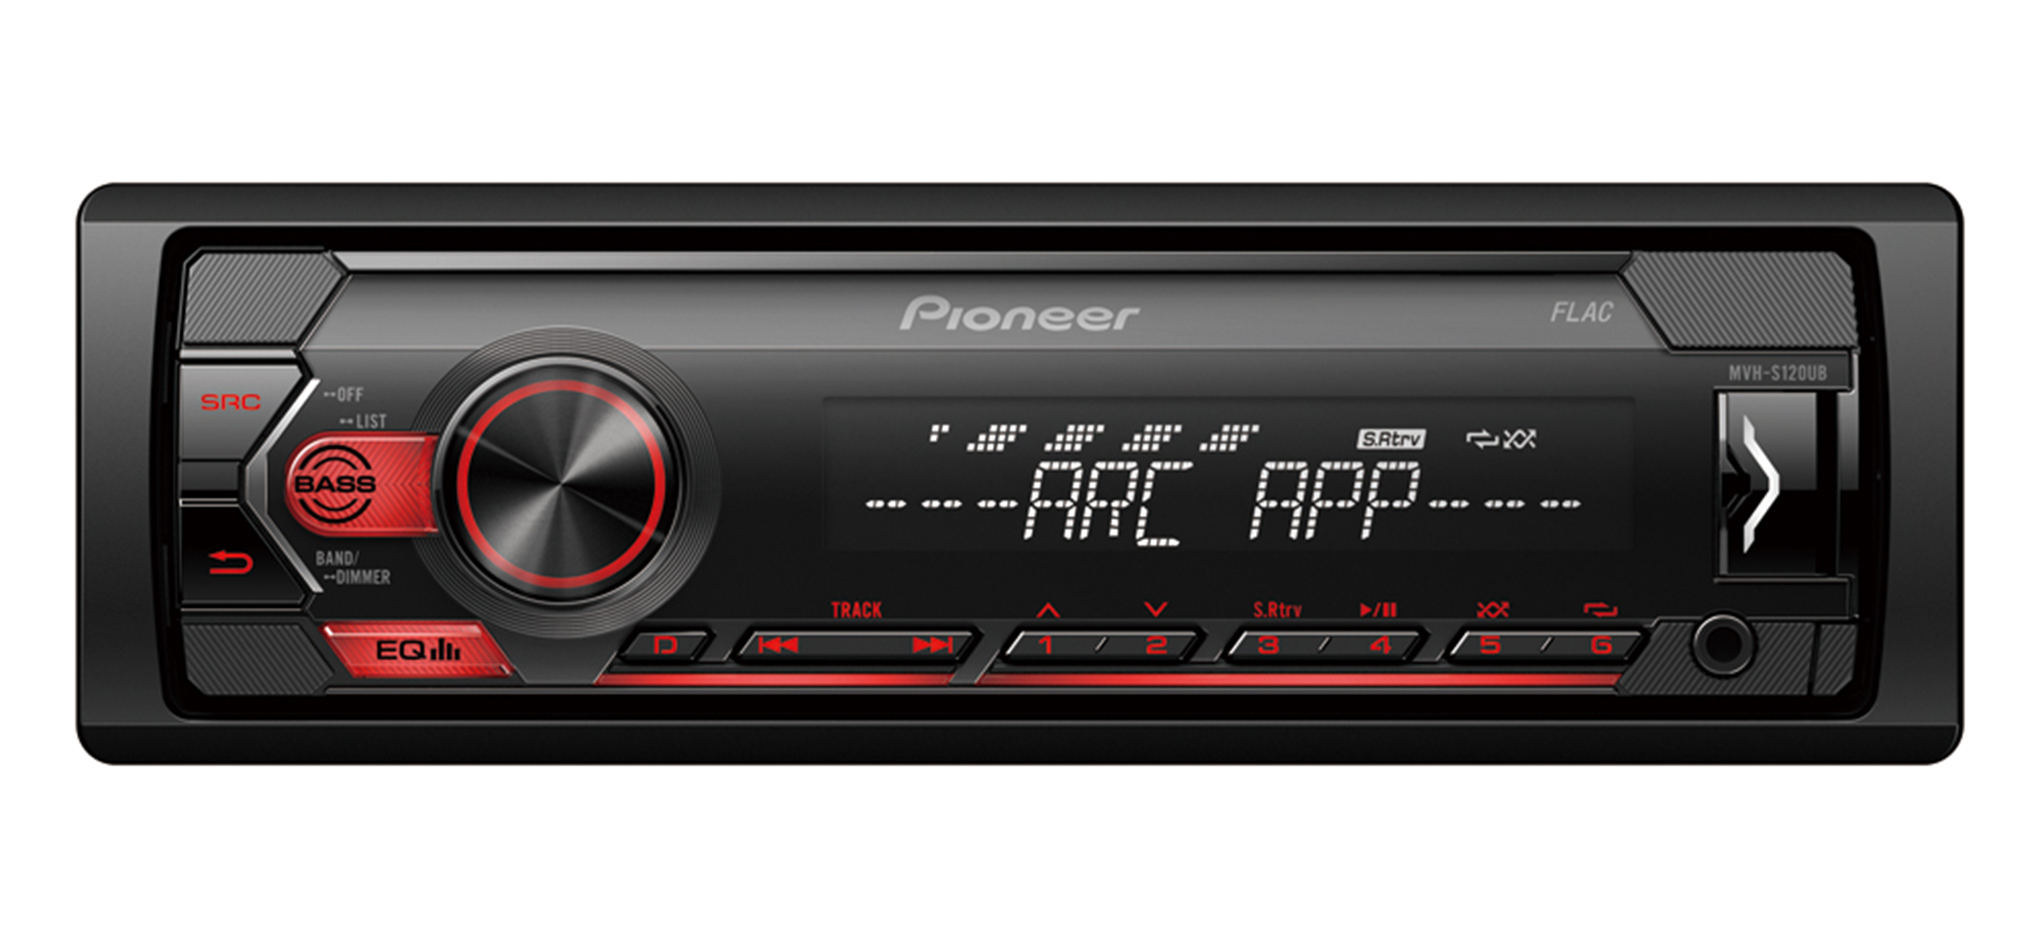 Pioneer
FLAC
MVH-S120UB
SRC
OFF
LIST
BASS
BAND/
DIMMER
EQ
S.Rtrv
---ARC APP---
TRACK
S.Rtrv
D
1 / 2
3 / 4
5 / 6